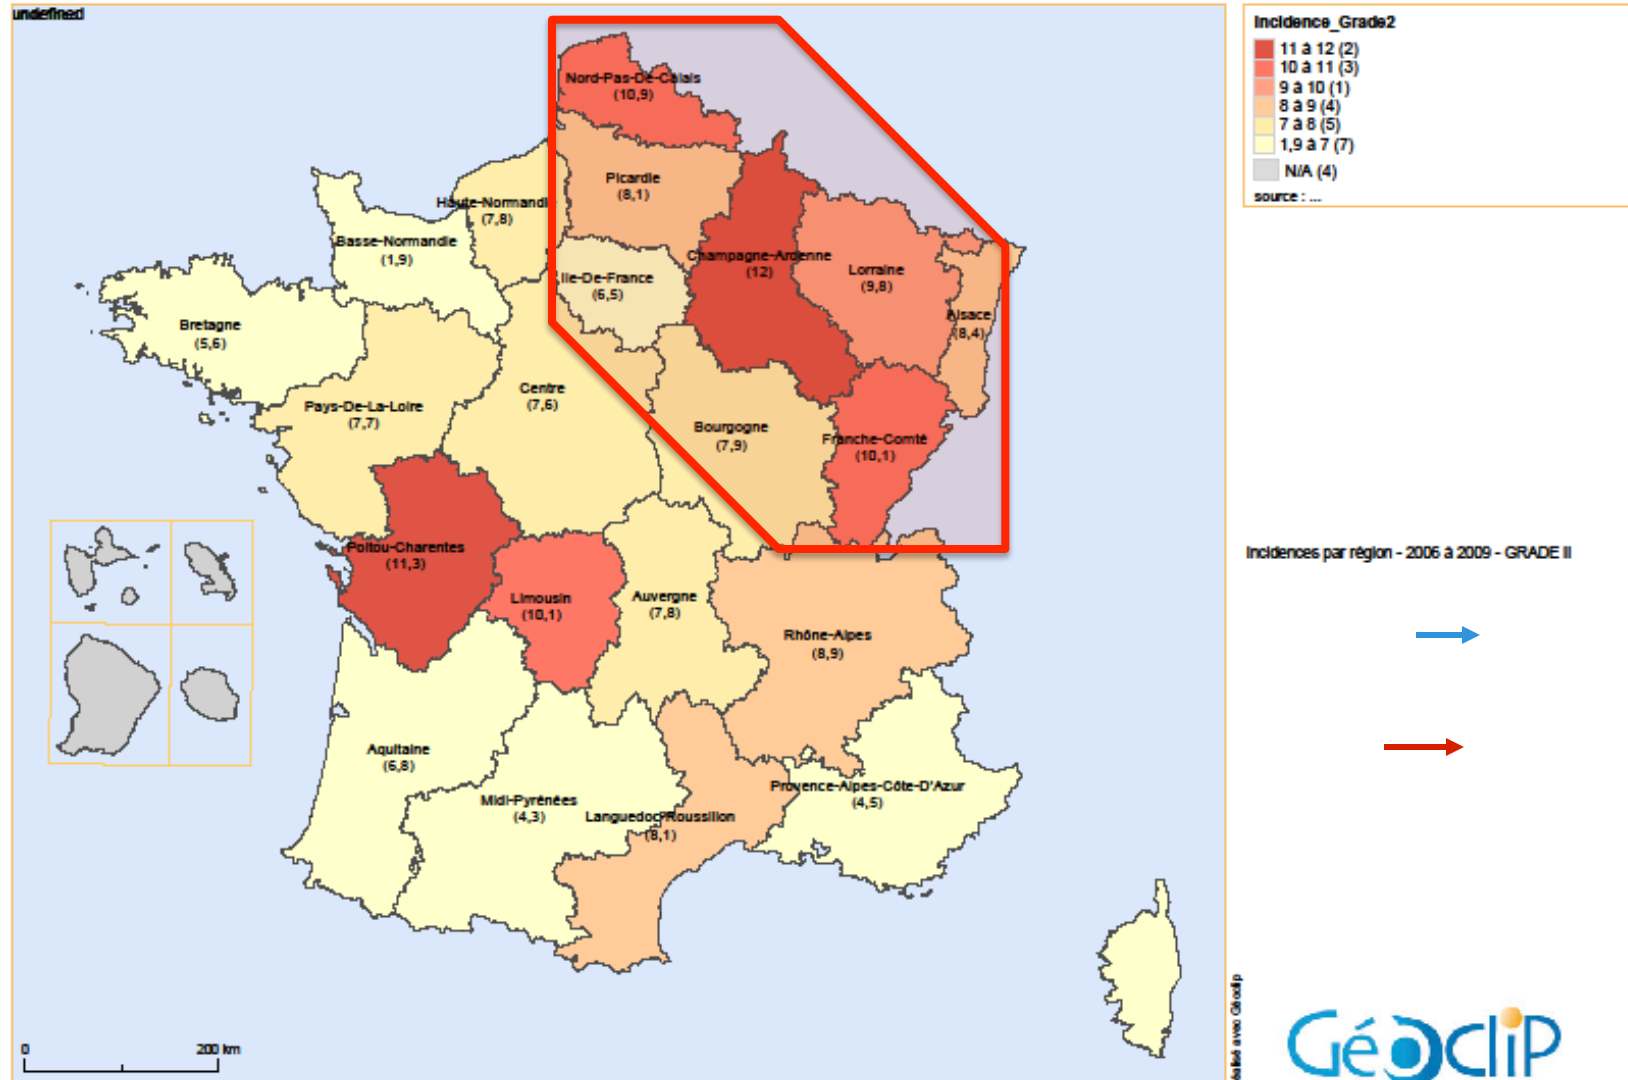 undefined
Nord-Pas-De-Calais
(10,9)
Picardie
(8,1)
Haute-Normandie
(7,8)
Basse-Normandie
(1,9)
Champagne-Ardenne
(12)
Lorraine
(9,8)
Ile-De-France
(6,5)
Alsace
(8,4)
Bretagne
(5,6)
Centre
(7,6)
Pays-De-La-Loire
(7,7)
Bourgogne
(7,9)
Franche-Comté
(10,1)
Poitou-Charentes
(11,3)
Limousin
(10,1)
Auvergne
(7,8)
Rhône-Alpes
(8,9)
Aquitaine
(6,8)
Midi-Pyrénées
(4,3)
Languedoc-Roussillon
(8,1)
Provence-Alpes-Côte-D'Azur
(4,5)
0 200 km
Incidence_Grade2
11 à 12 (2)
10 à 11 (3)
9 à 10 (1)
8 à 9 (4)
7 à 8 (5)
1,9 à 7 (7)
N/A (4)
source : ...
Incidences par région - 2006 à 2009 - GRADE II
éalisé avec Géoclip
Géoclip